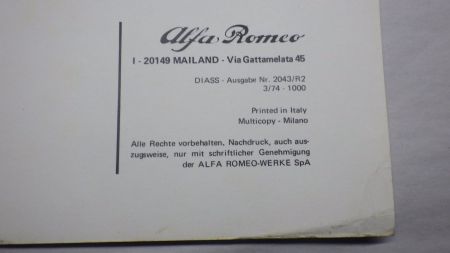 Alfa Romeo
I - 20149 MAILAND - Via Gattamelata 45
DIASS - Ausgabe Nr. 2043/R2
3/74 - 1000
Printed in Italy
Multicopy - Milano
Alle Rechte vorbehalten. Nachdruck, auch aus-
zugsweise, nur mit schriftlicher Genehmigung
der ALFA ROMEO-WERKE SpA